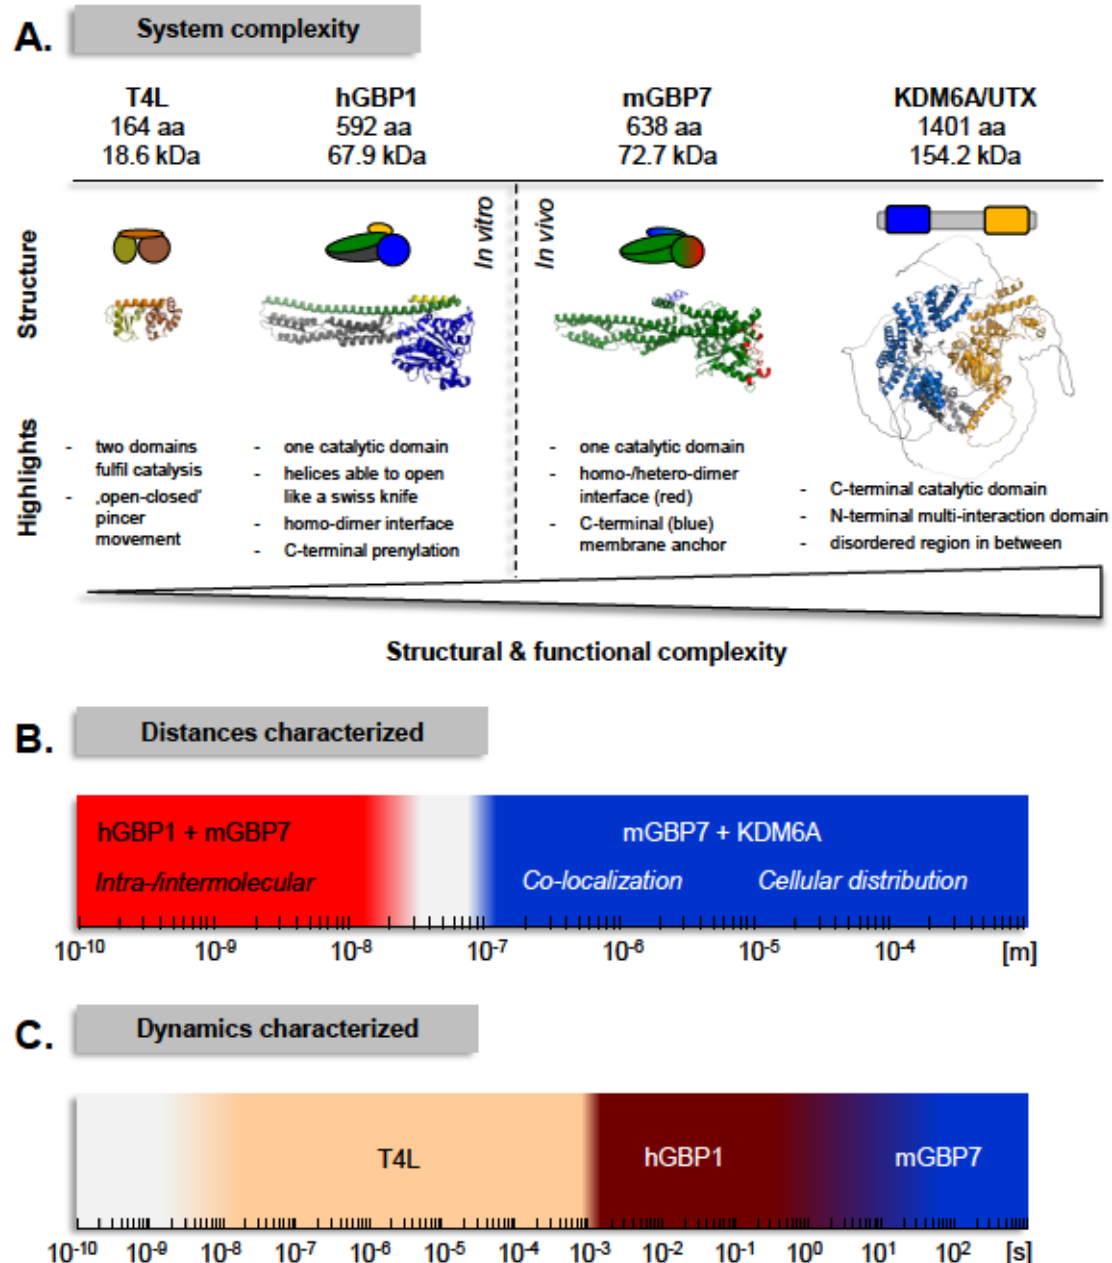 A.
System complexity
T4L
164 aa
18.6 kDa
hGBP1
592 aa
67.9 kDa
mGBP7
638 aa
72.7 kDa
KDM6A/UTX
1401 aa
154.2 kDa
Structure
In vitro
In vivo
Highlights
- two domains
fulfil catalysis
- ‚open-closed'
pincer
movement
- one catalytic domain
- helices able to open
like a swiss knife
- homo-dimer interface
- C-terminal prenylation
- one catalytic domain
- homo-/hetero-dimer
interface (red)
- C-terminal (blue)
membrane anchor
- C-terminal catalytic domain
- N-terminal multi-interaction domain
- disordered region in between
Structural & functional complexity
B.
Distances characterized
hGBP1 + mGBP7
mGBP7 + KDM6A
Intra-/intermolecular
Co-localization
Cellular distribution
10⁻¹⁰ 10⁻⁹ 10⁻⁸ 10⁻⁷ 10⁻⁶ 10⁻⁵ 10⁻⁴ [m]
C.
Dynamics characterized
T4L
hGBP1
mGBP7
10⁻¹⁰ 10⁻⁹ 10⁻⁸ 10⁻⁷ 10⁻⁶ 10⁻⁵ 10⁻⁴ 10⁻³ 10⁻² 10⁻¹ 10⁰ 10¹ 10² [s]